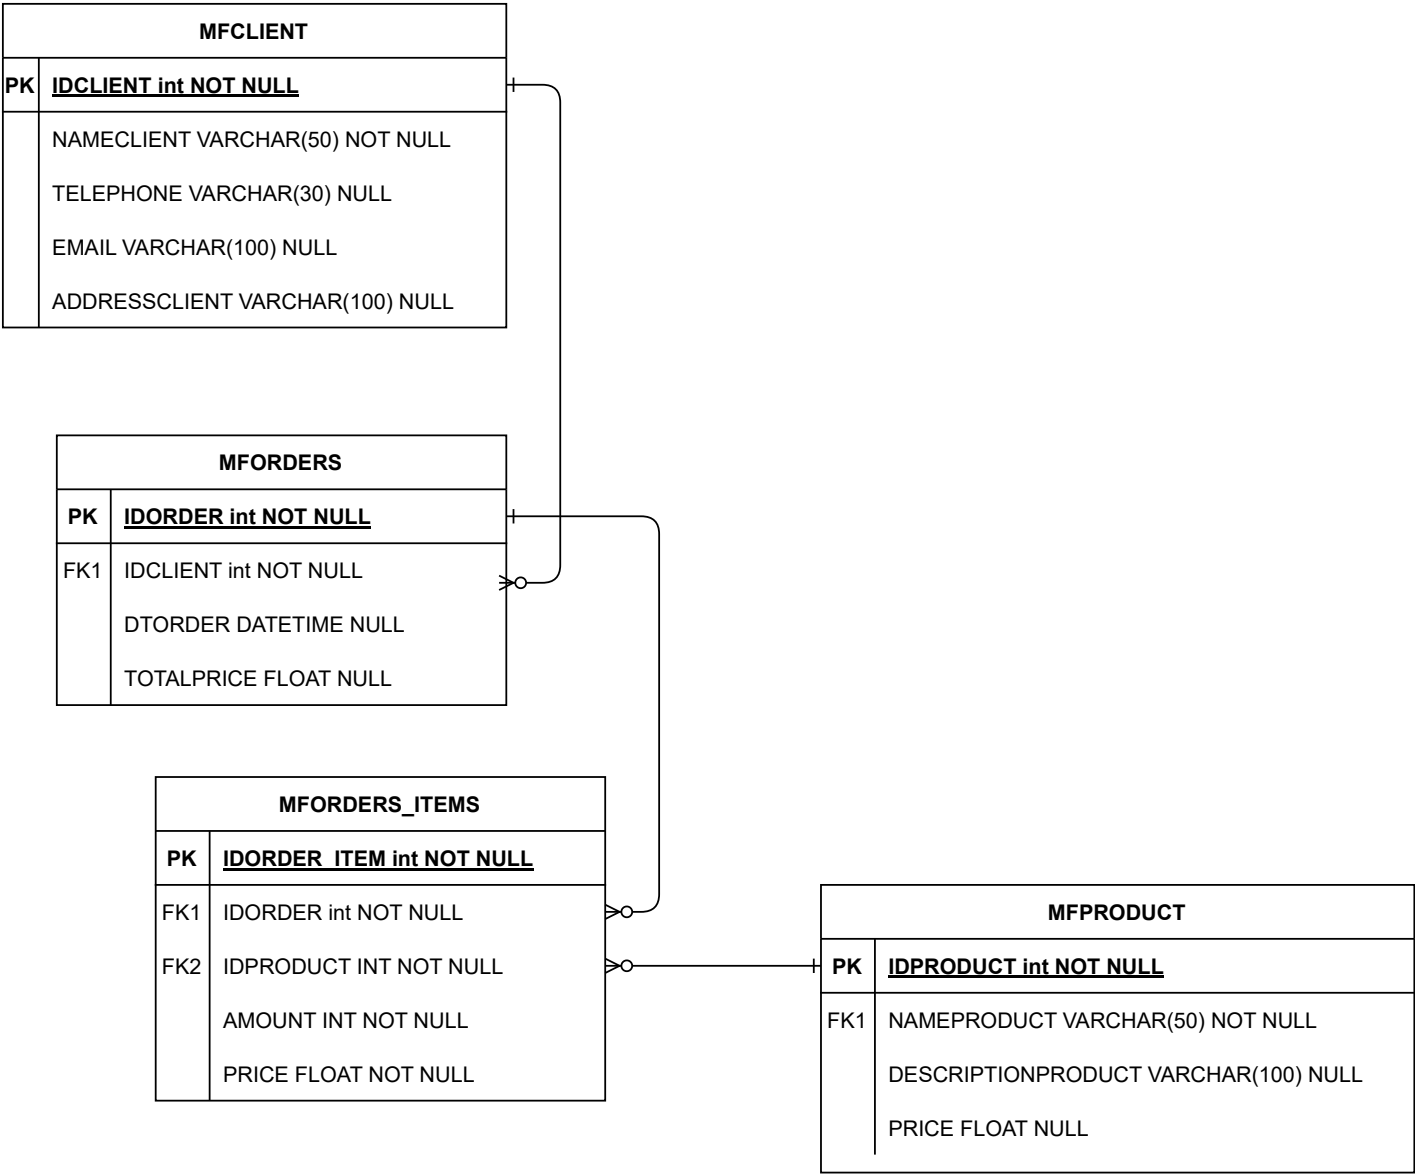 MFCLIENT
PK IDCLIENT int NOT NULL
NAMECLIENT VARCHAR(50) NOT NULL
TELEPHONE VARCHAR(30) NULL
EMAIL VARCHAR(100) NULL
ADDRESSCLIENT VARCHAR(100) NULL
MFORDERS
PK IDORDER int NOT NULL
FK1 IDCLIENT int NOT NULL
DTORDER DATETIME NULL
TOTALPRICE FLOAT NULL
MFORDERS_ITEMS
PK IDORDER_ITEM int NOT NULL
FK1 IDORDER int NOT NULL
FK2 IDPRODUCT INT NOT NULL
AMOUNT INT NOT NULL
PRICE FLOAT NOT NULL
MFPRODUCT
PK IDPRODUCT int NOT NULL
FK1 NAMEPRODUCT VARCHAR(50) NOT NULL
DESCRIPTIONPRODUCT VARCHAR(100) NULL
PRICE FLOAT NULL